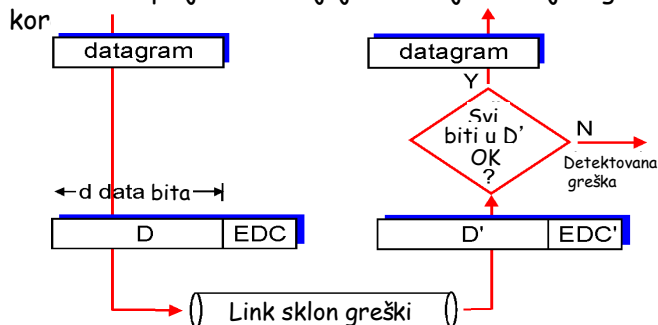 kor
datagram
datagram
Y
Svi
biti u D'
OK
?
N
Detektovana
greška
d data bita
D
EDC
D'
EDC'
Link sklon greški